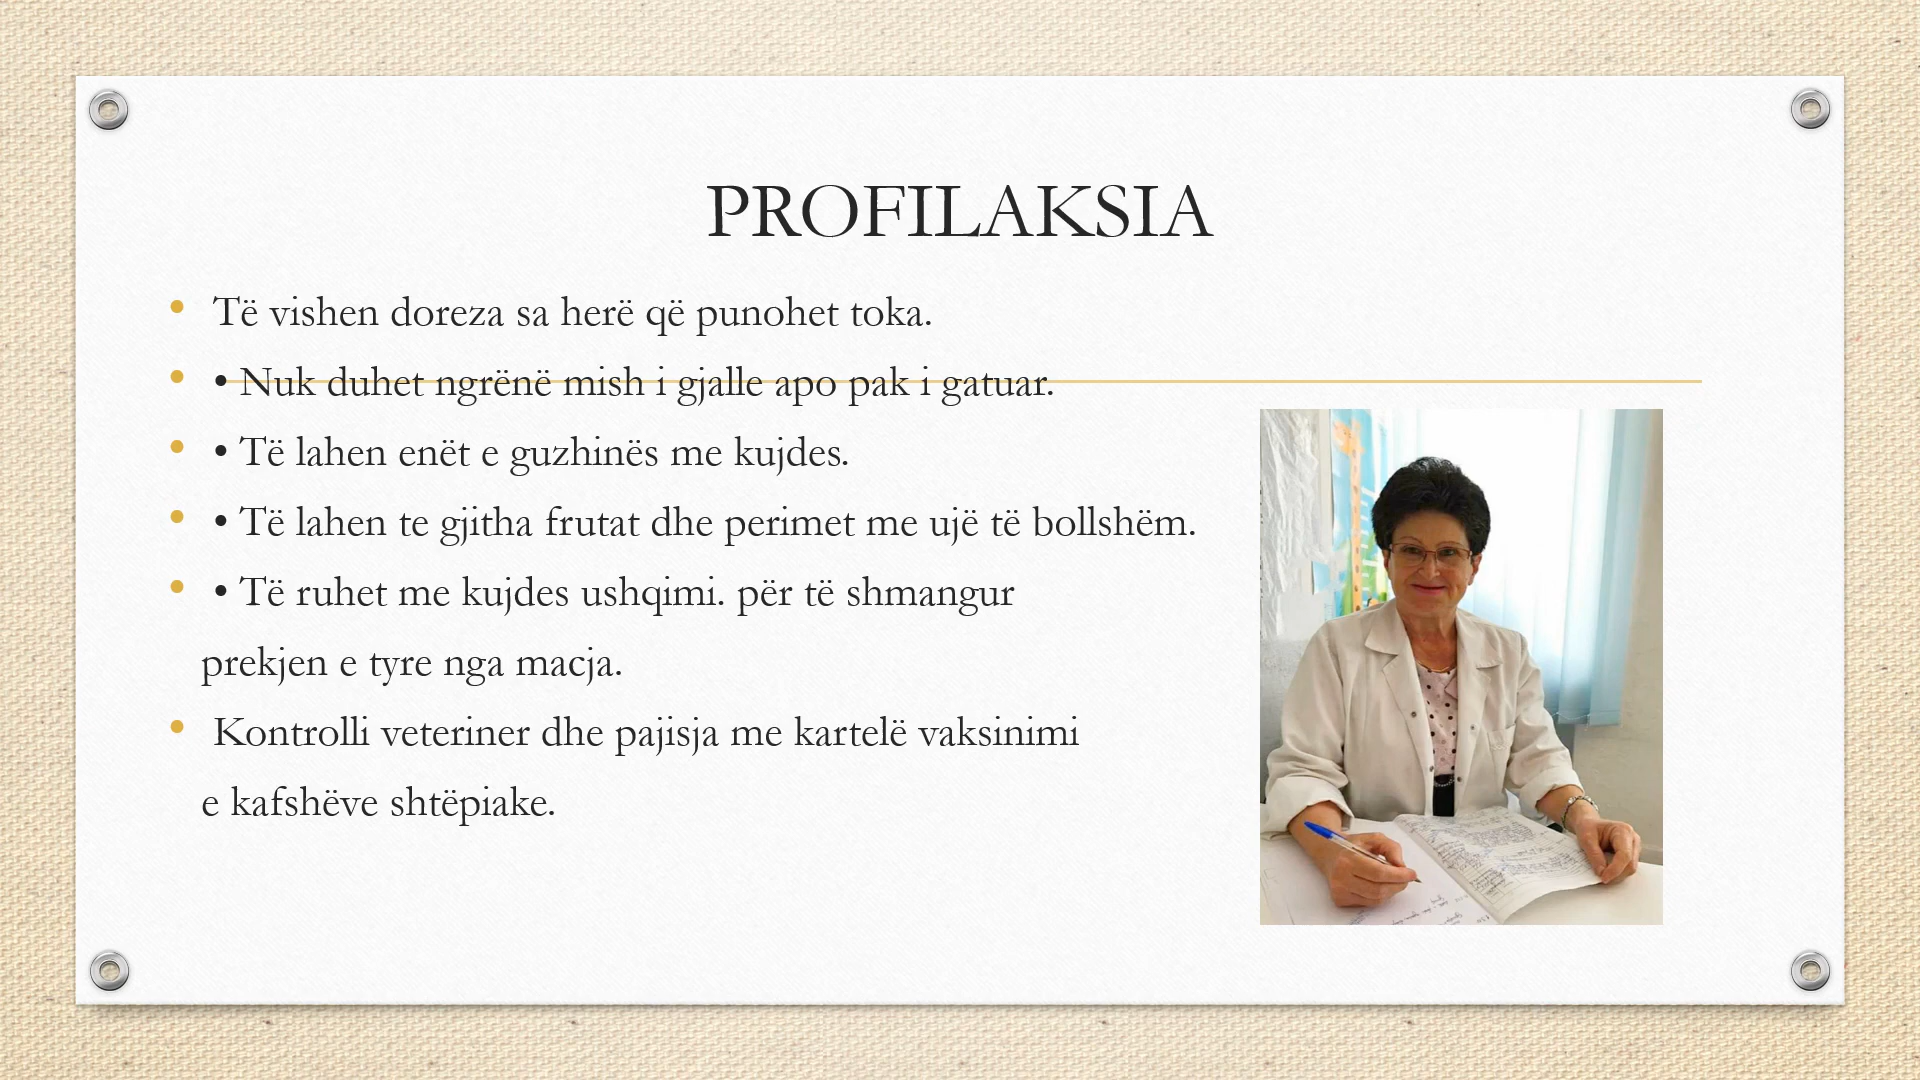 PROFILAKSIA
• Të vishen doreza sa herë që punohet toka.
• • Nuk duhet ngrënë mish i gjalle apo pak i gatuar.
• • Të lahen enët e guzhinës me kujdes.
• • Të lahen te gjitha frutat dhe perimet me ujë të bollshëm.
• • Të ruhet me kujdes ushqimi. për të shmangur
prekjen e tyre nga macja.
• Kontrolli veteriner dhe pajisja me kartelë vaksinimi
e kafshëve shtëpiake.